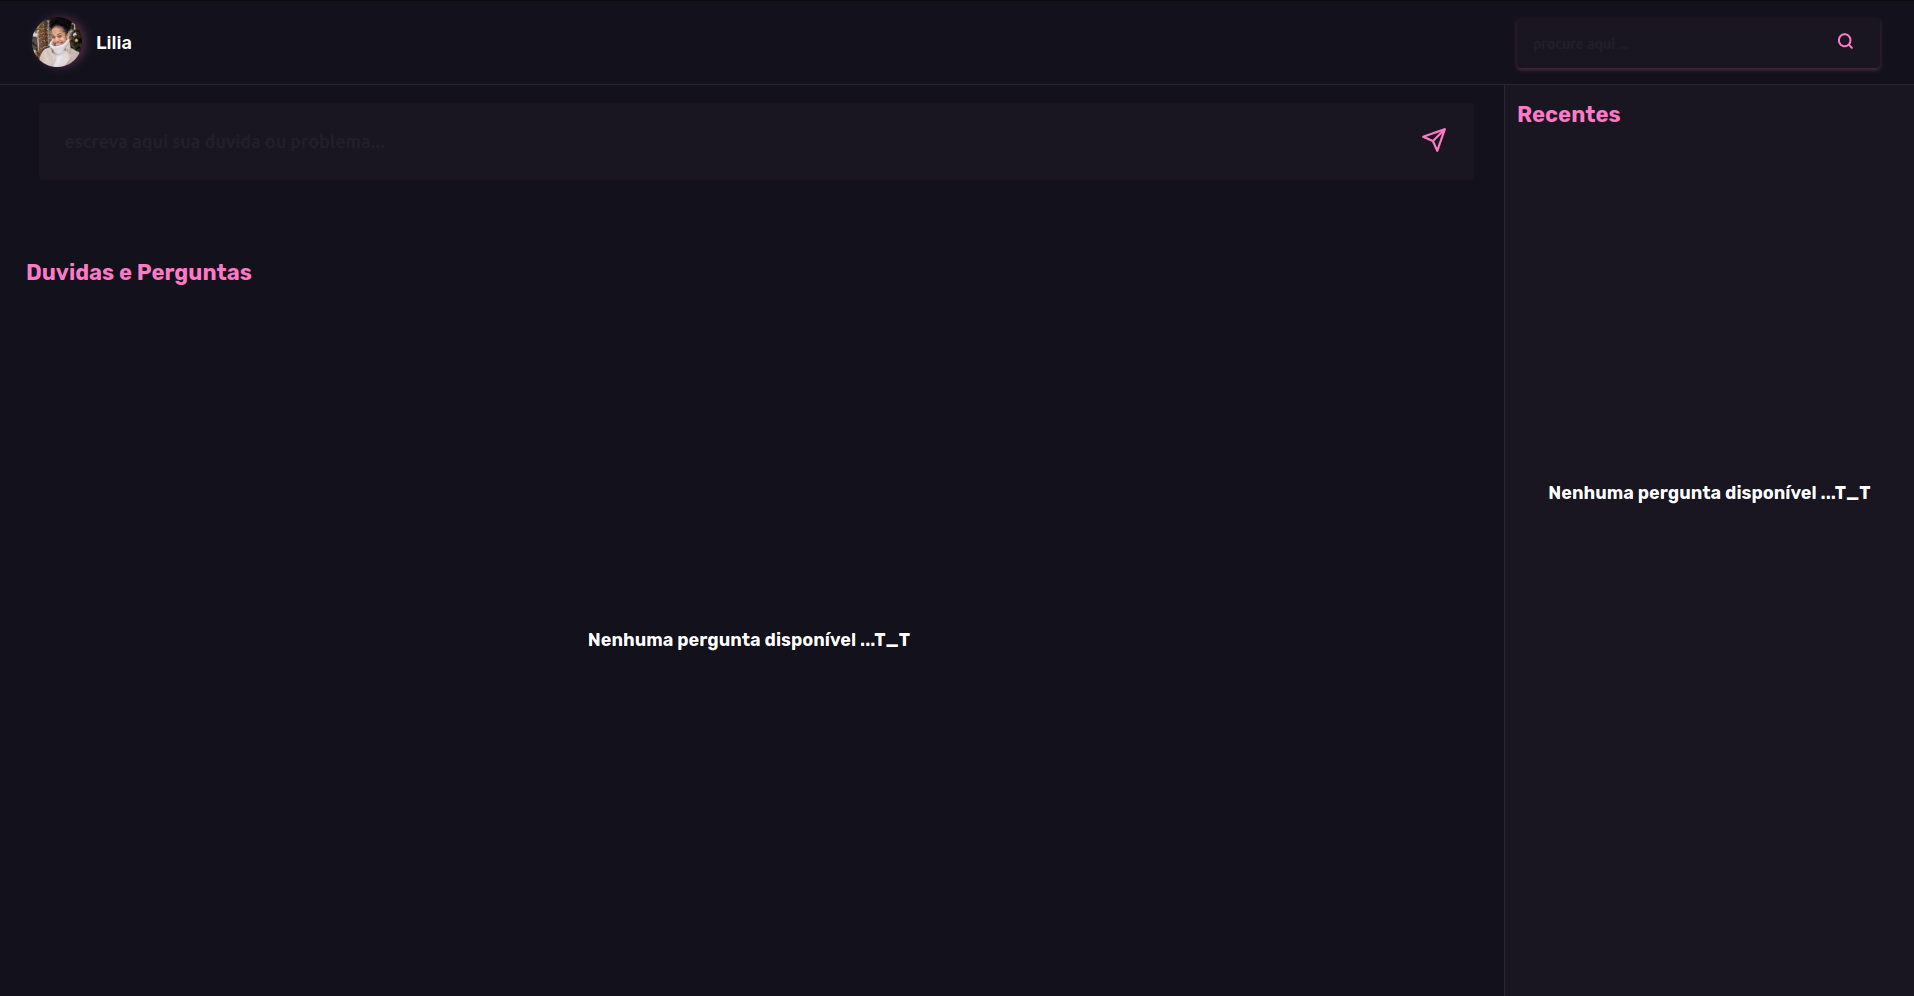 Lilia
procure aqui....
escreva aqui sua duvida ou problema...
Recentes
Duvidas e Perguntas
Nenhuma pergunta disponível ...T_T
Nenhuma pergunta disponível ...T_T